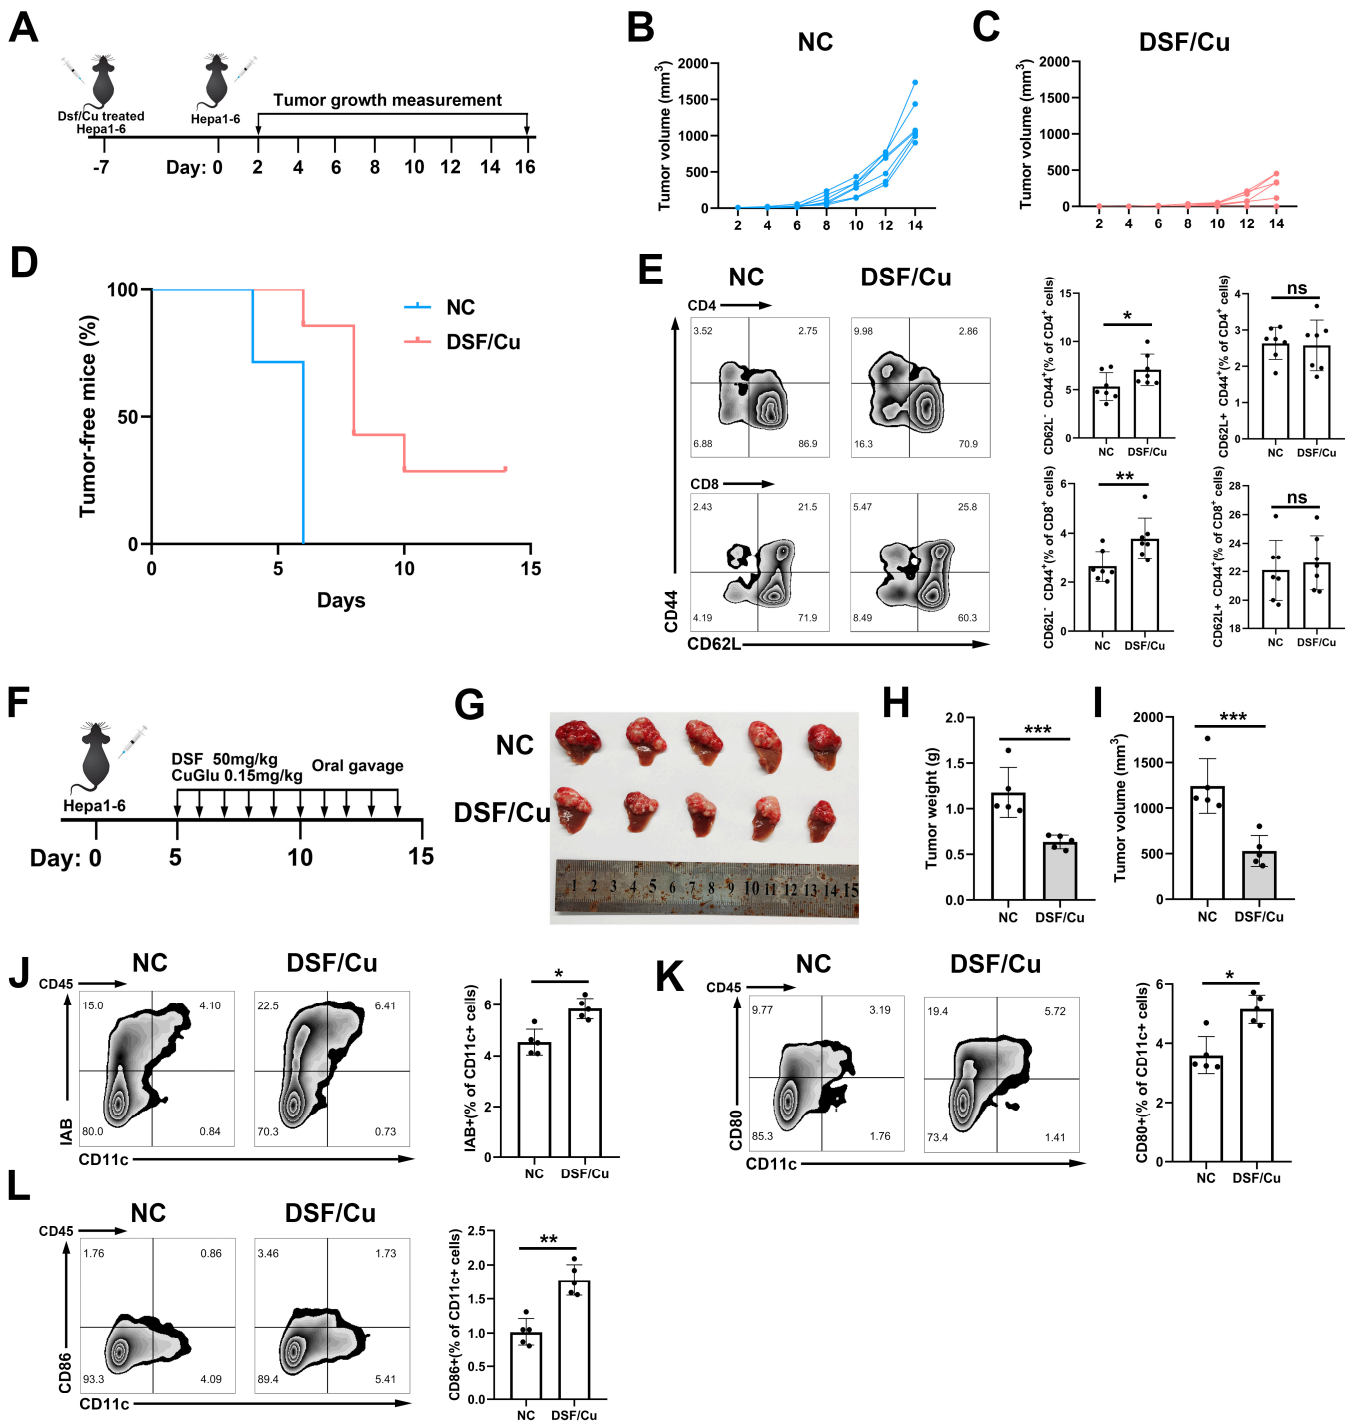 A
Dsf/Cu treated
Hepa1-6
Hepa1-6
Tumor growth measurement
-7
Day: 0 2 4 6 8 10 12 14 16
B
NC
Tumor volume (mm³)
2000
1500
1000
500
0
2 4 6 8 10 12 14
C
DSF/Cu
Tumor volume (mm³)
2000
1500
1000
500
0
2 4 6 8 10 12 14
D
Tumor-free mice (%)
100
50
0
0 5 10 15
Days
NC
DSF/Cu
E
NC DSF/Cu
CD4
3.52 2.75
6.88 86.9
9.98 2.86
16.3 70.9
CD8
2.43 21.5
4.19 71.9
5.47 25.8
8.49 60.3
CD44
CD62L
CD62L⁻ CD44⁺(% of CD4⁺ cells)
15
10
5
0
*
NC DSF/Cu
CD62L+ CD44⁺(% of CD4⁺ cells)
4
3
2
1
0
ns
NC DSF/Cu
CD62L⁻ CD44⁺(% of CD8⁺ cells)
6
4
2
0
**
NC DSF/Cu
CD62L+ CD44⁺(% of CD8⁺ cells)
28
26
24
22
20
18
ns
NC DSF/Cu
F
Hepa1-6
DSF 50mg/kg
CuGlu 0.15mg/kg
Oral gavage
Day: 0 5 10 15
G
NC
DSF/Cu
1 2 3 4 5 6 7 8 9 10 11 12 13 14 15
H
Tumor weight (g)
2.0
1.5
1.0
0.5
0.0
***
NC DSF/Cu
I
Tumor volume (mm³)
2000
1500
1000
500
0
***
NC DSF/Cu
J
NC DSF/Cu
CD45
IAB
15.0 4.10
80.0 0.84
22.5 6.41
70.3 0.73
CD11c
IAB+(% of CD11c+ cells)
6
4
2
0
*
NC DSF/Cu
K
NC DSF/Cu
CD45
CD80
9.77 3.19
85.3 1.76
19.4 5.72
73.4 1.41
CD11c
CD80+(% of CD11c+ cells)
6
4
2
0
*
NC DSF/Cu
L
NC DSF/Cu
CD45
CD86
1.76 0.86
93.3 4.09
3.46 1.73
89.4 5.41
CD11c
CD86+(% of CD11c+ cells)
2.5
2.0
1.5
1.0
0.5
0.0
**
NC DSF/Cu